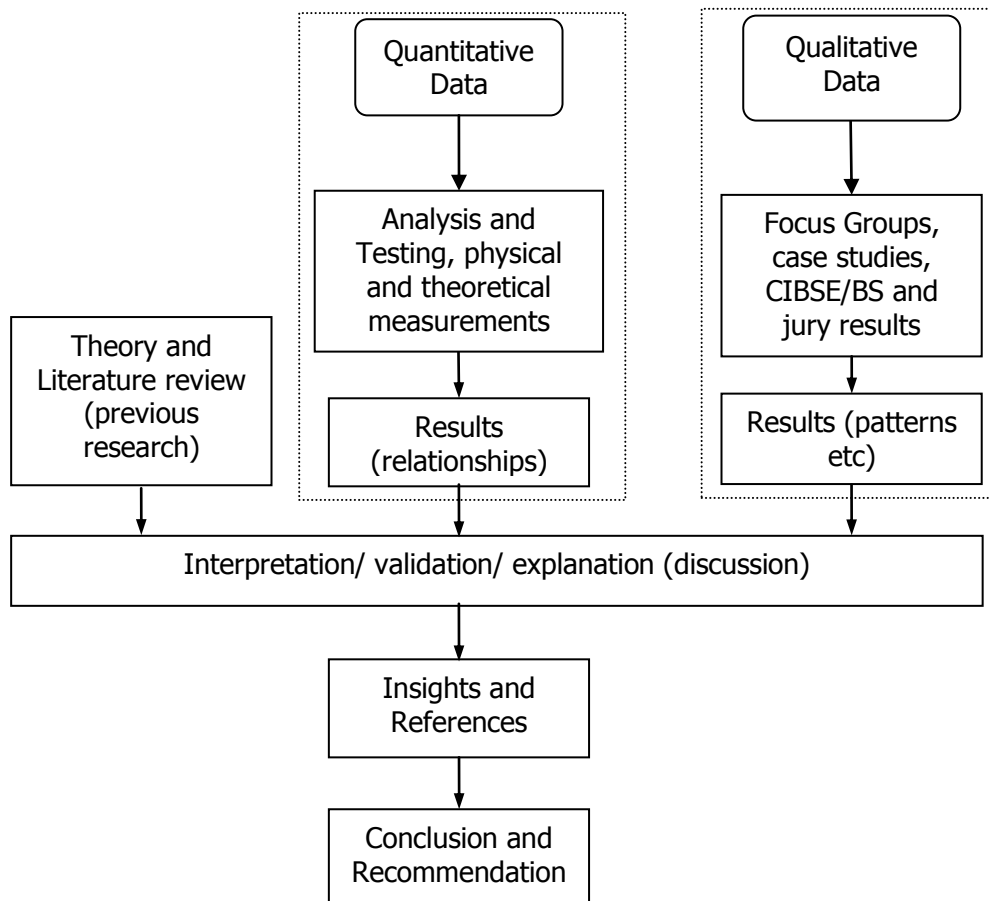 Quantitative
Data
Qualitative
Data
Analysis and
Testing, physical
and theoretical
measurements
Focus Groups,
case studies,
CIBSE/BS and
jury results
Theory and
Literature review
(previous
research)
Results
(relationships)
Results (patterns
etc)
Interpretation/ validation/ explanation (discussion)
Insights and
References
Conclusion and
Recommendation